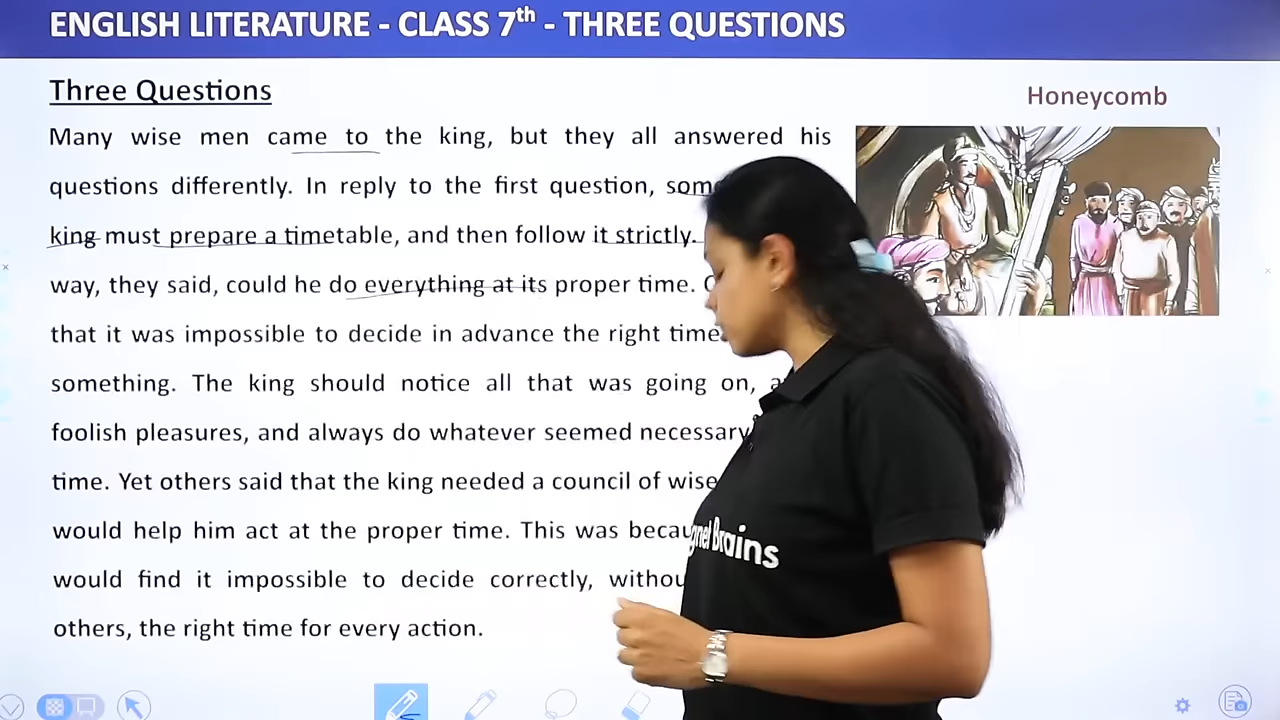 ENGLISH LITERATURE - CLASS 7th - THREE QUESTIONS
Three Questions
Honeycomb
Many wise men came to the king, but they all answered his
questions differently. In reply to the first question,
king must prepare a timetable, and then follow it strictly.
way, they said, could he do everything at its proper time.
that it was impossible to decide in advance the right time
something. The king should notice all that was going on,
foolish pleasures, and always do whatever seemed necessary
time. Yet others said that the king needed a council of wise
would help him act at the proper time. This was
would find it impossible to decide correctly,
others, the right time for every action.
Brains